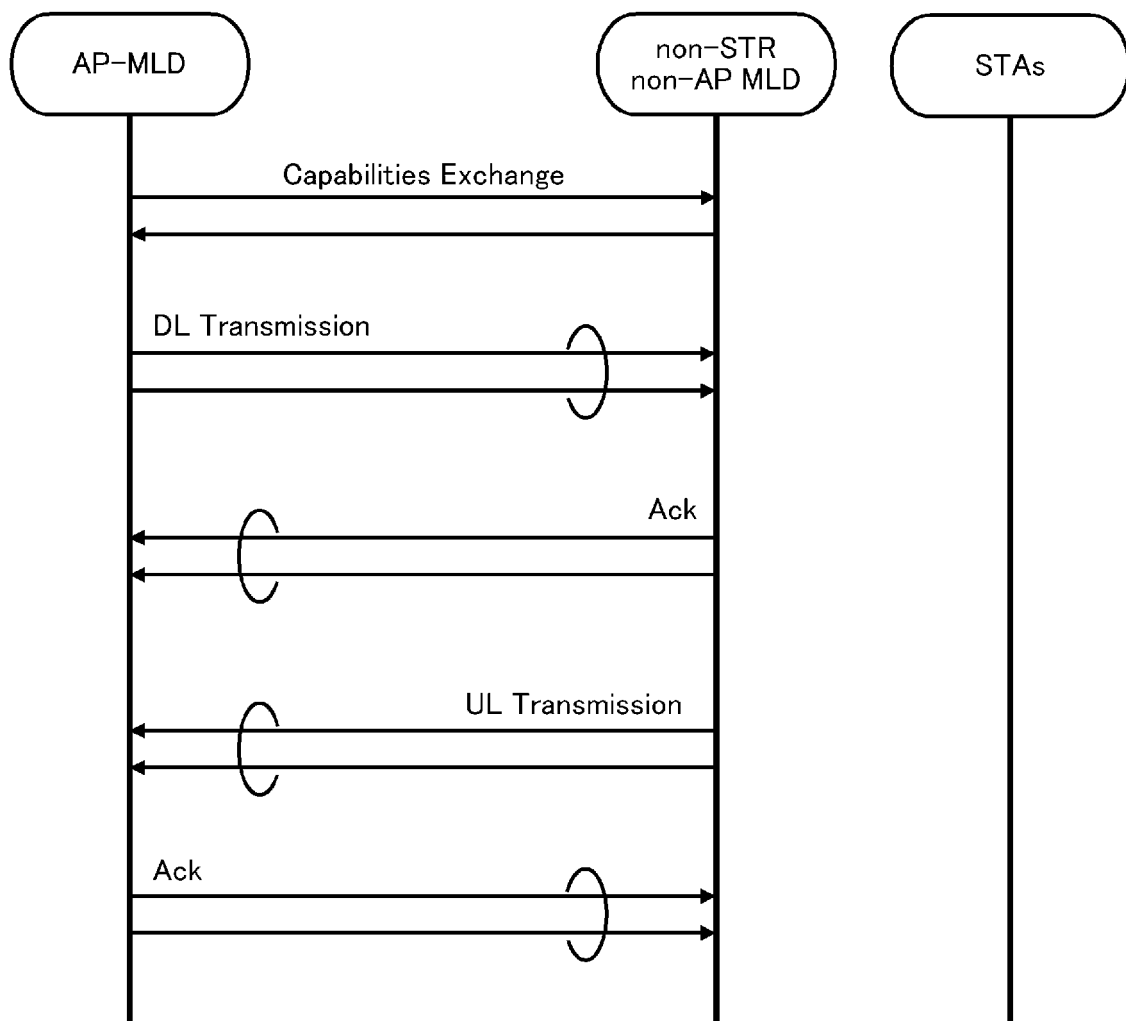 AP-MLD
non-STR
non-AP MLD
STAs
Capabilities Exchange
DL Transmission
Ack
UL Transmission
Ack